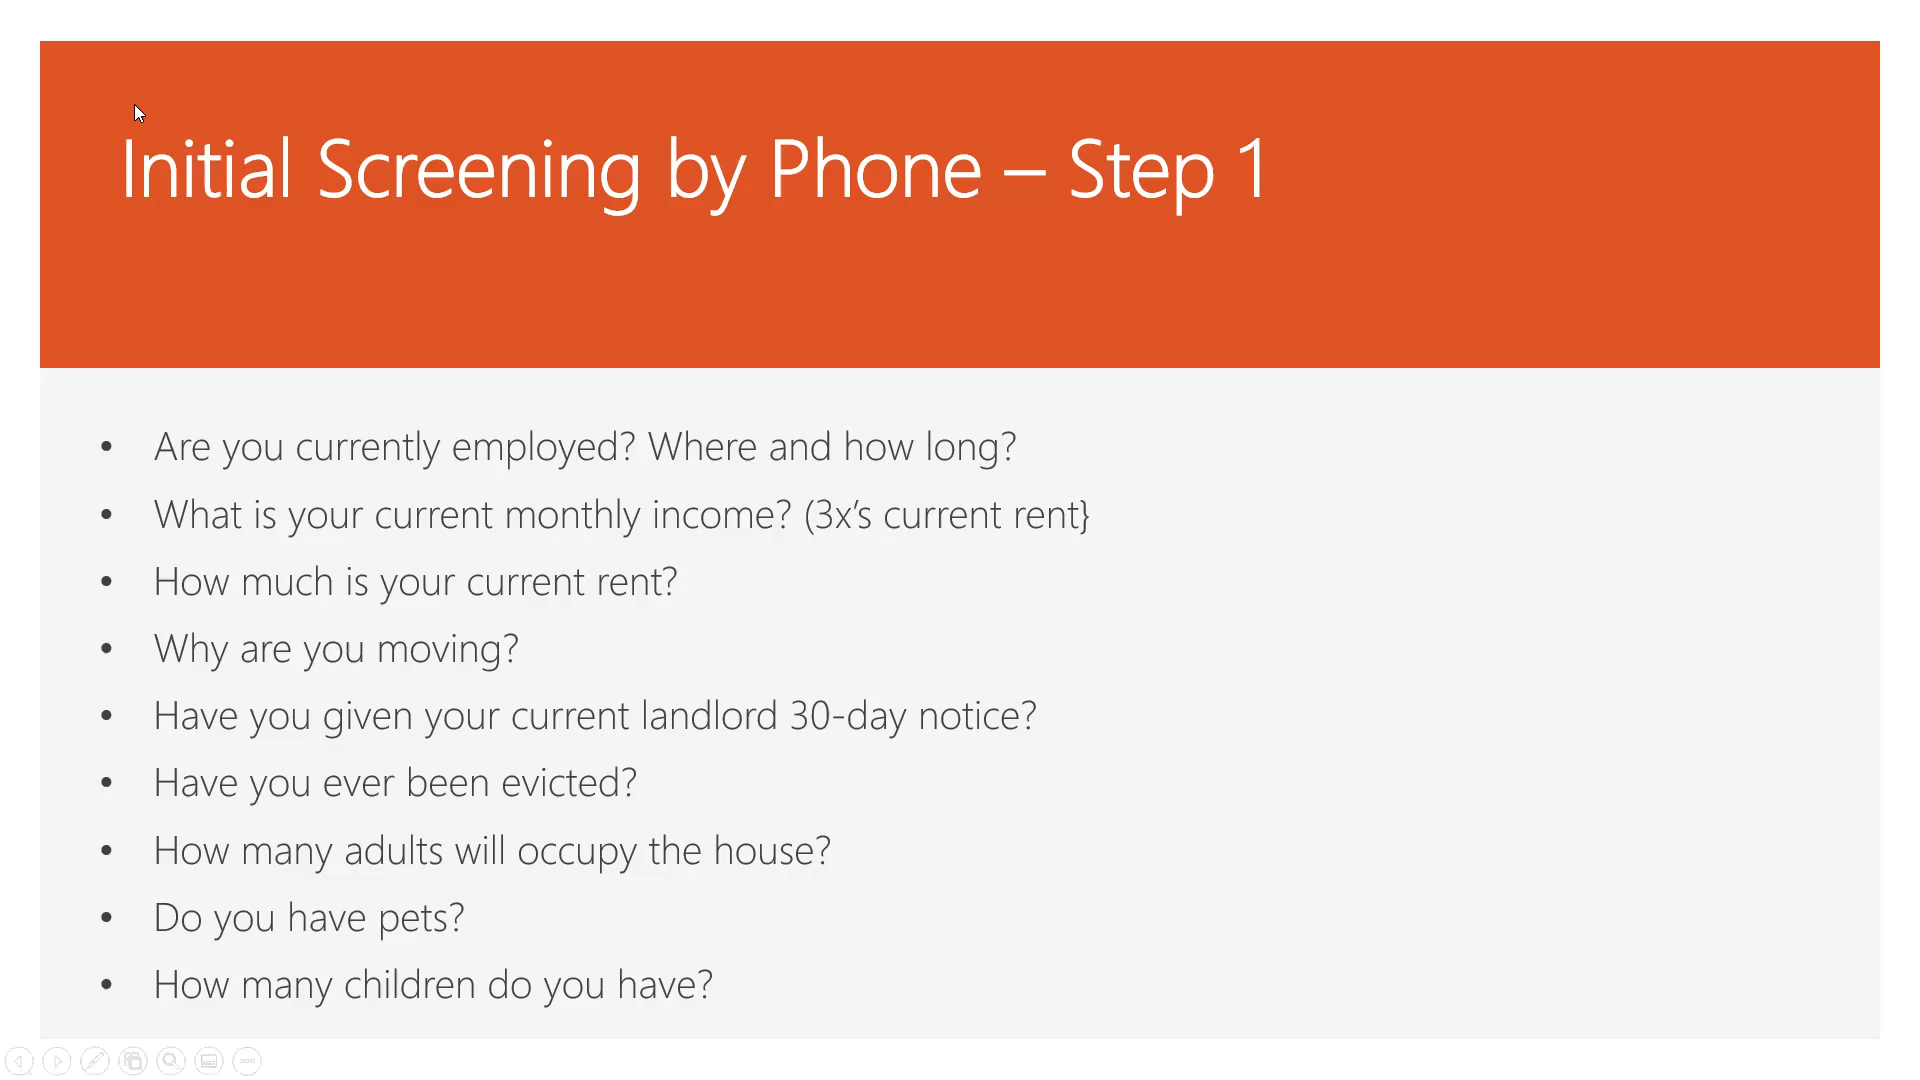 Initial Screening by Phone – Step 1
• Are you currently employed? Where and how long?
• What is your current monthly income? (3x’s current rent}
• How much is your current rent?
• Why are you moving?
• Have you given your current landlord 30-day notice?
• Have you ever been evicted?
• How many adults will occupy the house?
• Do you have pets?
• How many children do you have?